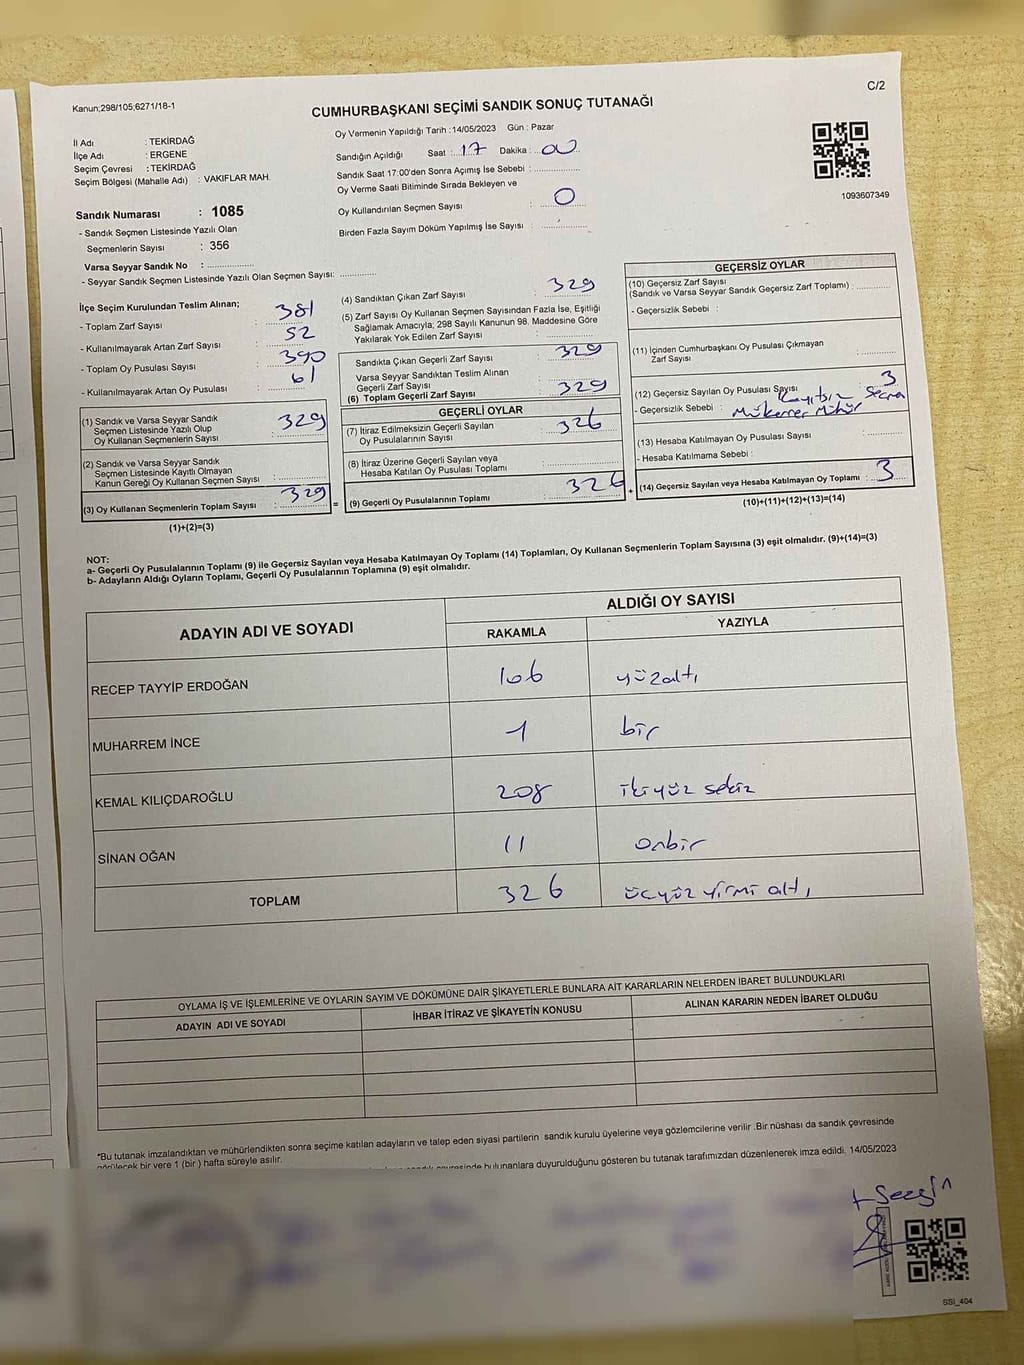 Kanun;298/105;6271/18-1
C/2
CUMHURBAŞKANI SEÇİMİ SANDIK SONUÇ TUTANAĞI
İl Adı : TEKİRDAĞ
İlçe Adı : ERGENE
Seçim Çevresi : TEKİRDAĞ
Seçim Bölgesi (Mahalle Adı) : VAKIFLAR MAH.
Oy Vermenin Yapıldığı Tarih :14/05/2023 Gün : Pazar
Sandığın Açıldığı Saat : 17 Dakika : 00
Sandık Saat 17:00'den Sonra Açımış İse Sebebi :
Oy Verme Saati Bitiminde Sırada Bekleyen ve
Oy Kullandırılan Seçmen Sayısı : 0
Birden Fazla Sayım Döküm Yapılmış İse Sayısı :
1093607349
Sandık Numarası : 1085
- Sandık Seçmen Listesinde Yazılı Olan
Seçmenlerin Sayısı : 356
Varsa Seyyar Sandık No :
- Seyyar Sandık Seçmen Listesinde Yazılı Olan Seçmen Sayısı:
İlçe Seçim Kurulundan Teslim Alınan;
- Toplam Zarf Sayısı : 381
- Kullanılmayarak Artan Zarf Sayısı : 52
- Toplam Oy Pusulası Sayısı : 390
- Kullanılmayarak Artan Oy Pusulası : 61
(1) Sandık ve Varsa Seyyar Sandık
Seçmen Listesinde Yazılı Olup
Oy Kullanan Seçmenlerin Sayısı : 329
(2) Sandık ve Varsa Seyyar Sandık
Seçmen Listesinde Kayıtlı Olmayan
Kanun Gereği Oy Kullanan Seçmen Sayısı :
(3) Oy Kullanan Seçmenlerin Toplam Sayısı : 329
(1)+(2)=(3)
(4) Sandıktan Çıkan Zarf Sayısı : 329
(5) Zarf Sayısı Oy Kullanan Seçmen Sayısından Fazla İse, Eşitliği
Sağlamak Amacıyla; 298 Sayılı Kanunun 98. Maddesine Göre
Yakılarak Yok Edilen Zarf Sayısı :
Sandıkta Çıkan Geçerli Zarf Sayısı : 329
Varsa Seyyar Sandıktan Teslim Alınan
Geçerli Zarf Sayısı :
(6) Toplam Geçerli Zarf Sayısı : 329
GEÇERLİ OYLAR
(7) İtiraz Edilmeksizin Geçerli Sayılan
Oy Pusulalarının Sayısı : 326
(8) İtiraz Üzerine Geçerli Sayılan veya
Hesaba Katılan Oy Pusulası Toplamı :
= (9) Geçerli Oy Pusulalarının Toplamı : 326 +
GEÇERSİZ OYLAR
(10) Geçersiz Zarf Sayısı
(Sandık ve Varsa Seyyar Sandık Geçersiz Zarf Toplamı) :
- Geçersizlik Sebebi :
(11) İçinden Cumhurbaşkanı Oy Pusulası Çıkmayan
Zarf Sayısı :
(12) Geçersiz Sayılan Oy Pusulası Sayısı : 3
- Geçersizlik Sebebi : Mükerrer Mühür
(13) Hesaba Katılmayan Oy Pusulası Sayısı :
- Hesaba Katılmama Sebebi :
(14) Geçersiz Sayılan veya Hesaba Katılmayan Oy Toplamı : 3
(10)+(11)+(12)+(13)=(14)
NOT:
a- Geçerli Oy Pusulalarının Toplamı (9) ile Geçersiz Sayılan veya Hesaba Katılmayan Oy Toplamı (14) Toplamları, Oy Kullanan Seçmenlerin Toplam Sayısına (3) eşit olmalıdır. (9)+(14)=(3)
b- Adayların Aldığı Oyların Toplamı, Geçerli Oy Pusulalarının Toplamına (9) eşit olmalıdır.
ADAYIN ADI VE SOYADI
ALDIĞI OY SAYISI
RAKAMLA YAZIYLA
RECEP TAYYİP ERDOĞAN 106 yüzaltı
MUHARREM İNCE 1 bir
KEMAL KILIÇDAROĞLU 208 ikiyüz sekiz
SİNAN OĞAN 11 onbir
TOPLAM 326 üçyüz yirmi altı
OYLAMA İŞ VE İŞLEMLERİNE VE OYLARIN SAYIM VE DÖKÜMÜNE DAİR ŞİKAYETLERLE BUNLARA AİT KARARLARIN NELERDEN İBARET BULUNDUKLARI
ADAYIN ADI VE SOYADI İHBAR İTİRAZ VE ŞİKAYETİN KONUSU ALINAN KARARIN NEDEN İBARET OLDUĞU
*Bu tutanak imzalandıktan ve mühürlendikten sonra seçime katılan adayların ve talep eden siyasi partilerin sandık kurulu üyelerine veya gözlemcilerine verilir .Bir nüshası da sandık çevresinde
görülecek bir yere 1 (bir ) hafta süreyle asılır.
bulunanlara duyurulduğunu gösteren bu tutanak tarafımızdan düzenlenerek imza edildi. 14/05/2023
SSI_404